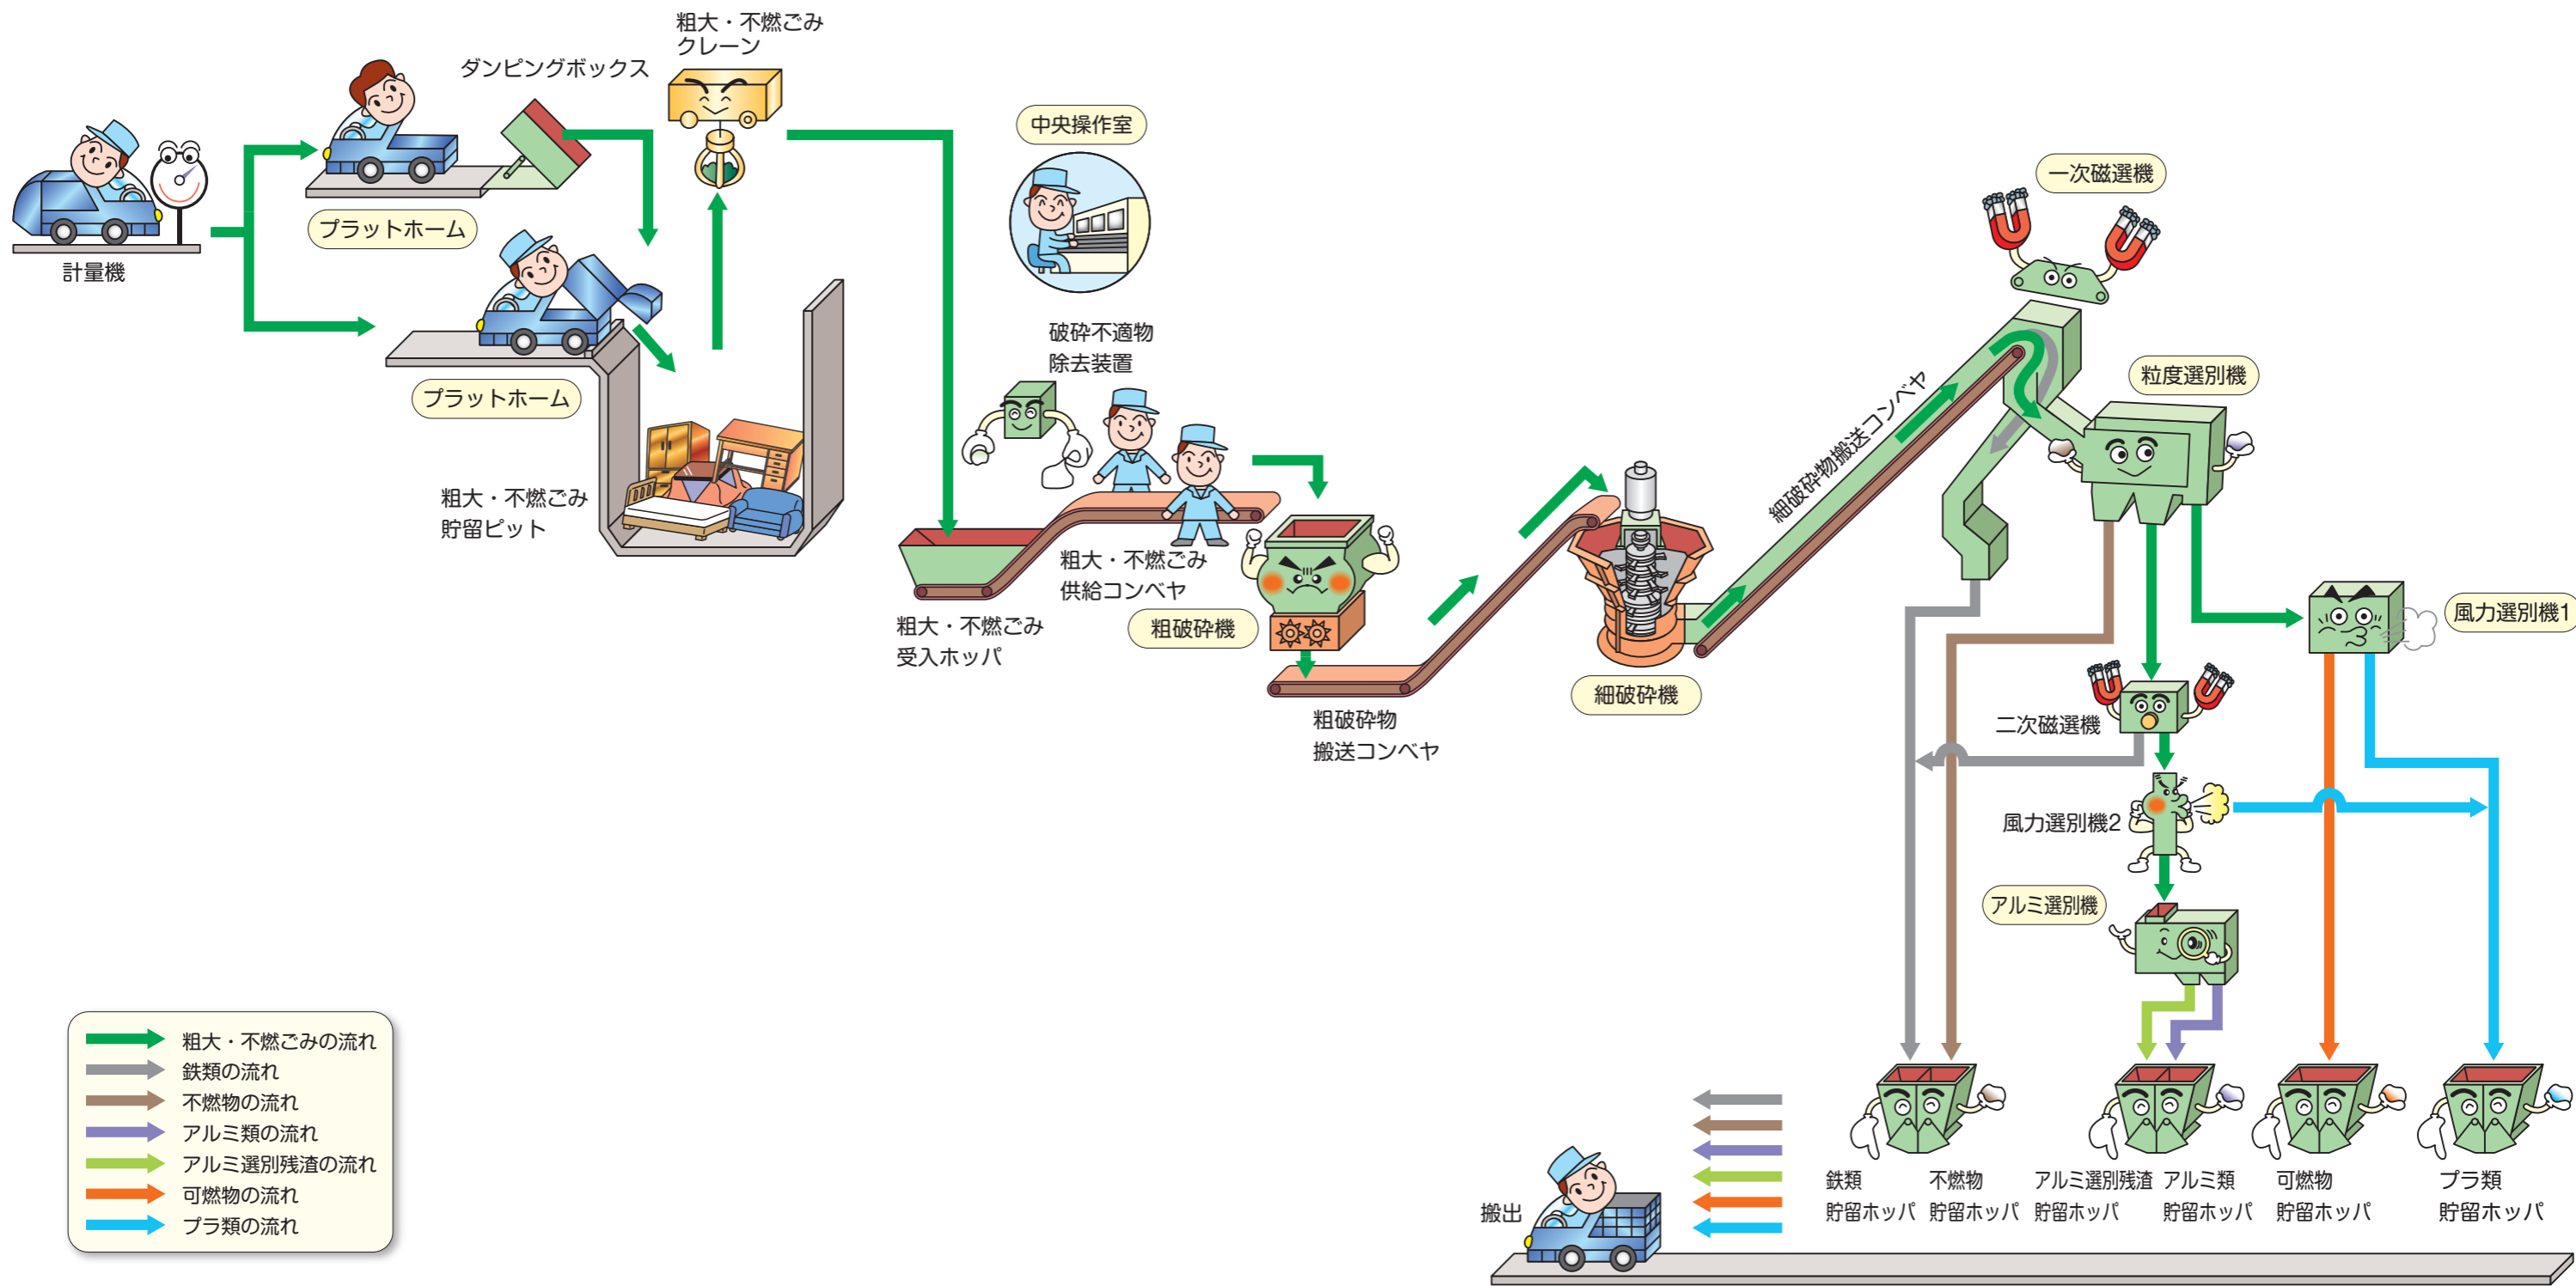 粗大・不燃ごみ
クレーン
ダンピングボックス
計量機
プラットホーム
プラットホーム
粗大・不燃ごみ
貯留ピット
中央操作室
破砕不適物
除去装置
粗大・不燃ごみ
受入ホッパ
粗大・不燃ごみ
供給コンベヤ
粗破砕機
粗破砕物
搬送コンベヤ
細破砕機
細破砕物搬送コンベヤ
一次磁選機
粒度選別機
風力選別機1
二次磁選機
風力選別機2
アルミ選別機
鉄類
貯留ホッパ
不燃物
貯留ホッパ
アルミ選別残渣
貯留ホッパ
アルミ類
貯留ホッパ
可燃物
貯留ホッパ
プラ類
貯留ホッパ
搬出
粗大・不燃ごみの流れ
鉄類の流れ
不燃物の流れ
アルミ類の流れ
アルミ選別残渣の流れ
可燃物の流れ
プラ類の流れ